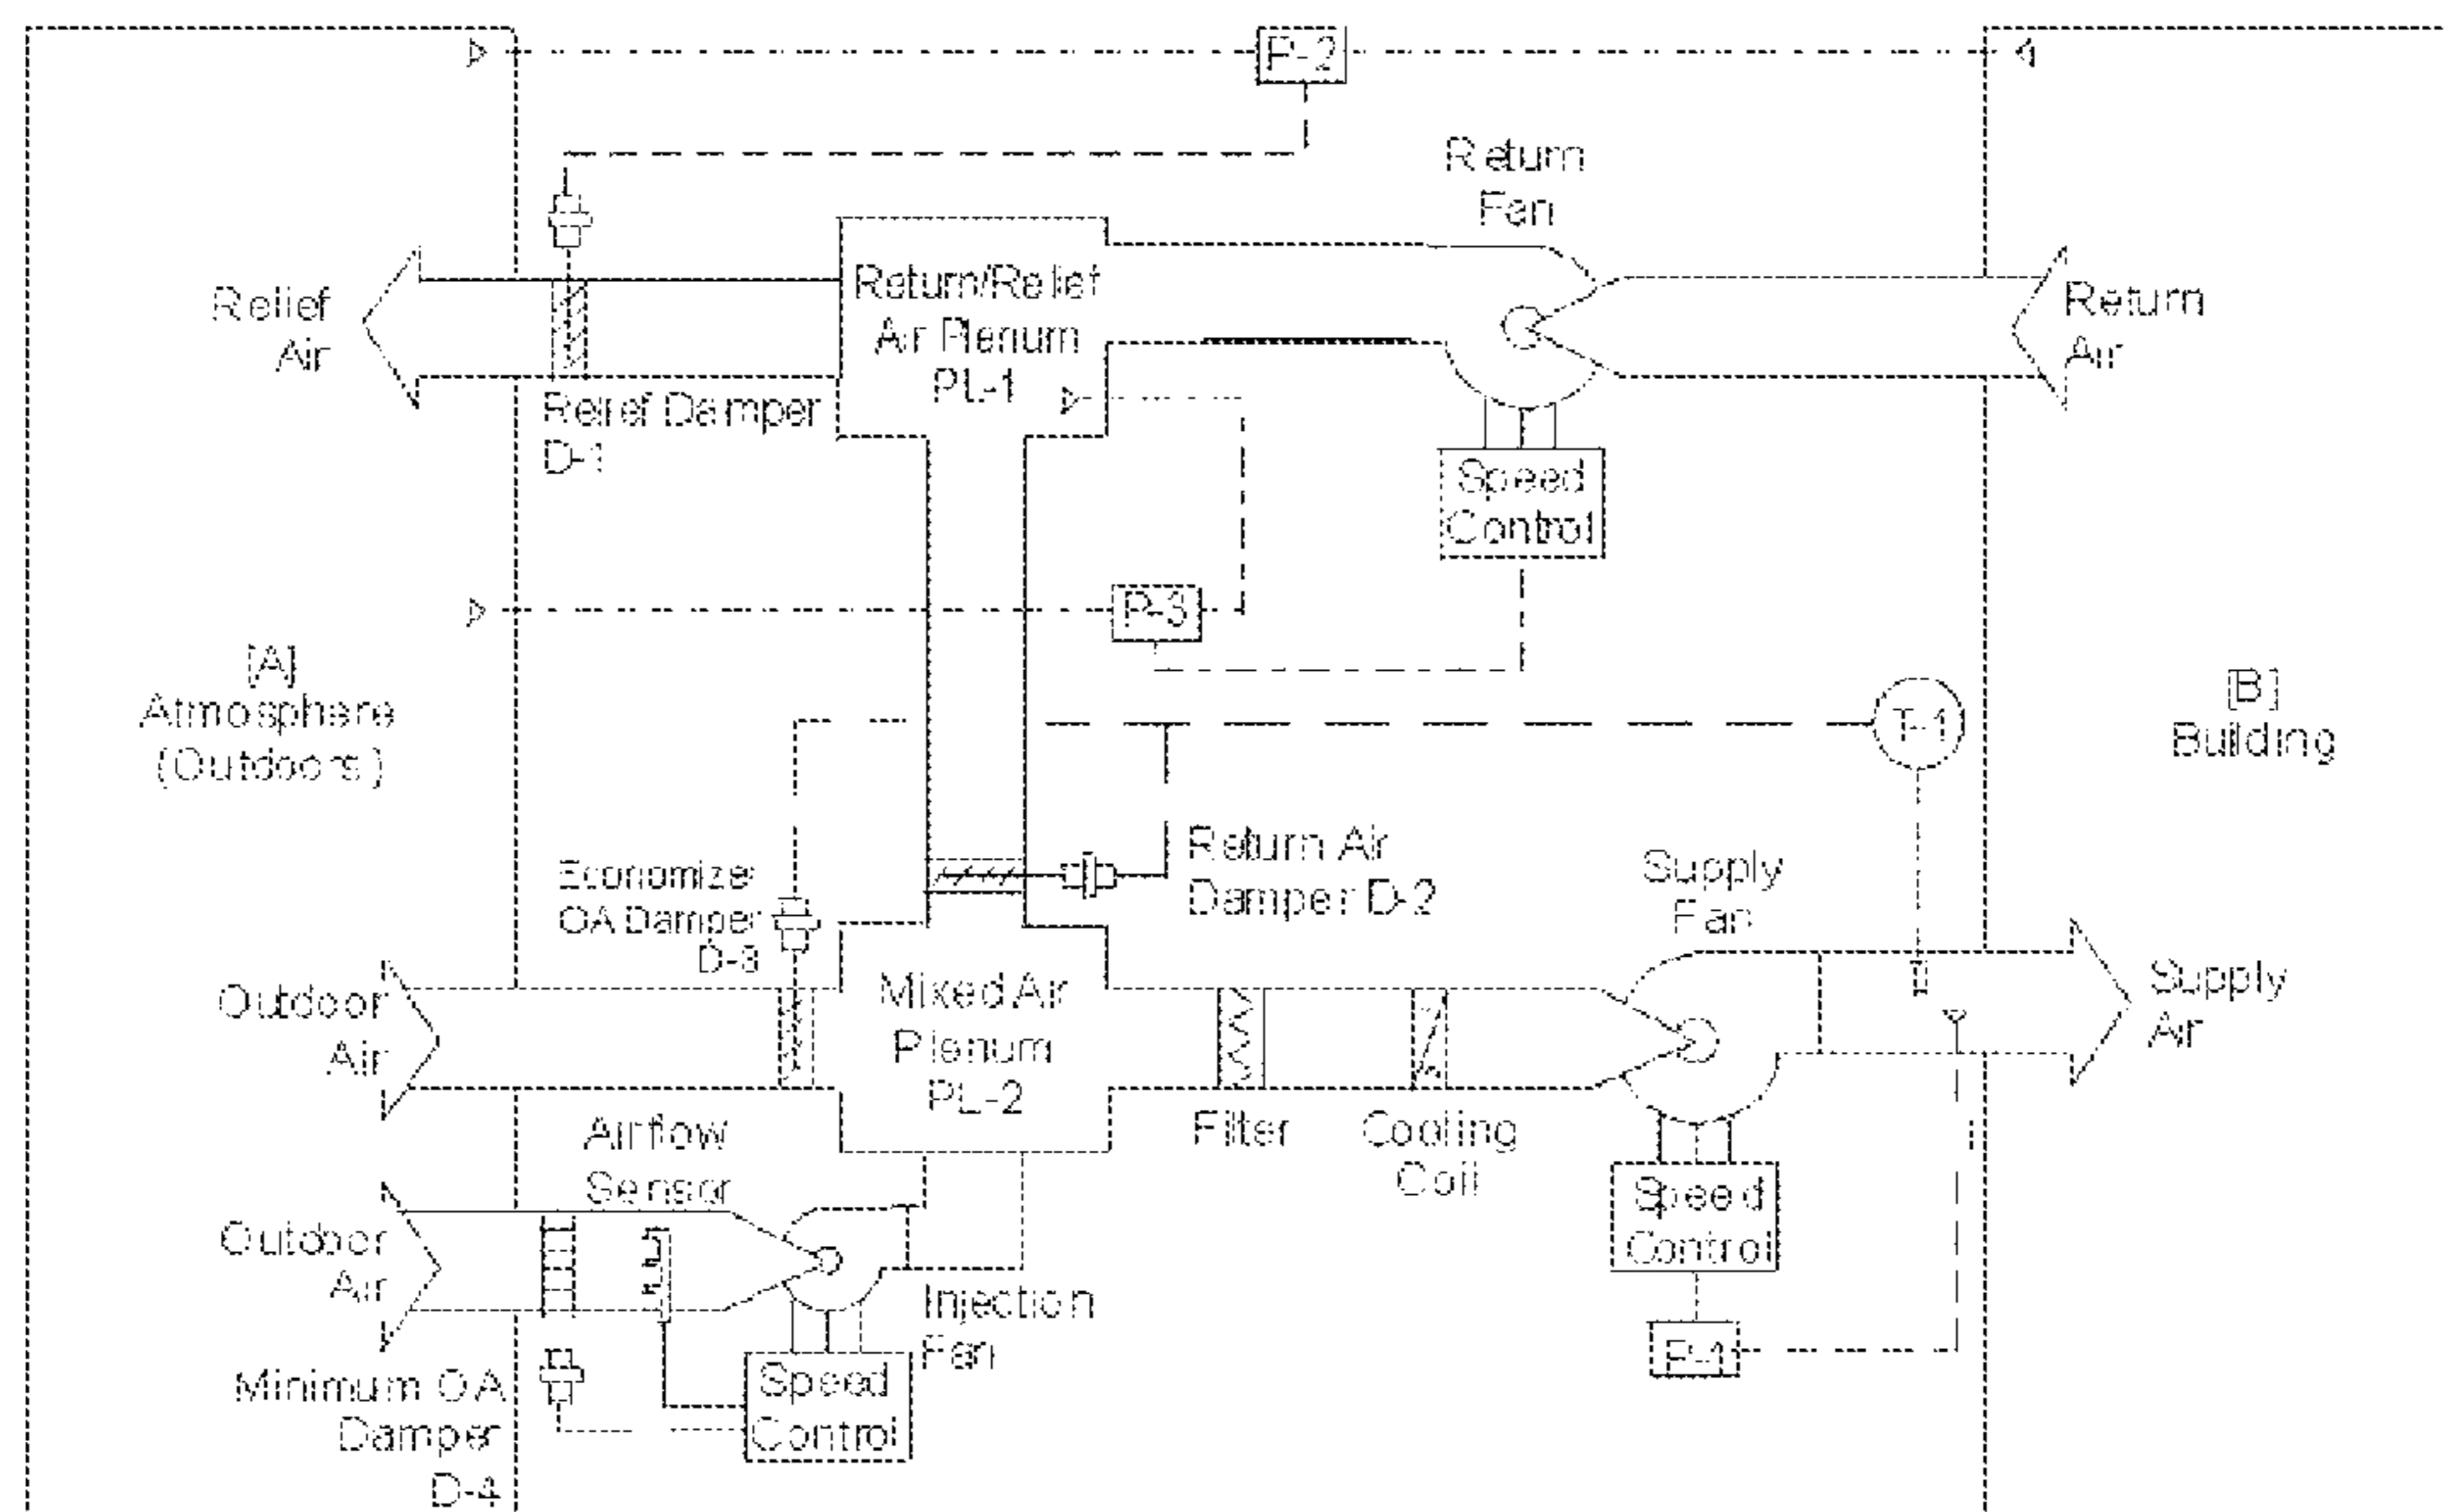 P-2
Return
Fan
Relief
Air
Return/Relief
Air Plenum
PL-1
Return
Air
Relief Damper
D-1
Speed
Control
P-3
[A]
Atmosphere
(Outdoors)
T-1
[B]
Building
Economizer
OA Damper
D-3
Return Air
Damper D-2
Supply
Fan
Outdoor
Air
Mixed Air
Plenum
PL-2
Supply
Air
Airflow
Sensor
Filter
Cooling
Coil
Speed
Control
Outdoor
Air
Injection
Fan
P-1
Minimum OA
Damper
D-4
Speed
Control